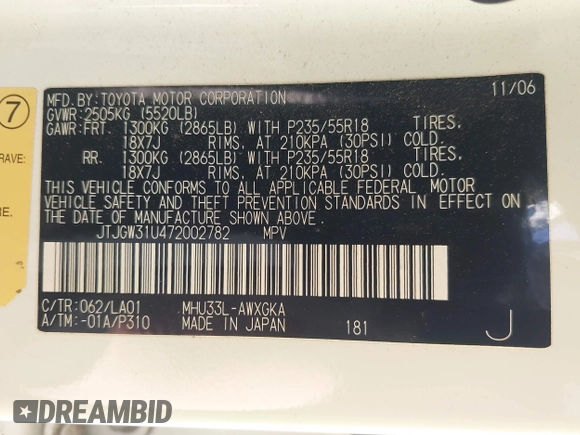 MFD.BY:TOYOTA MOTOR CORPORATION 11/06
GVWR:2505KG (5520LB)
GAWR:FRT. 1300KG (2865LB) WITH P235/55R18 TIRES,
18X7J RIMS, AT 210KPA (30PSI) COLD.
RR. 1300KG (2865LB) WITH P235/55R18 TIRES,
18X7J RIMS, AT 210KPA (30PSI) COLD.
THIS VEHICLE CONFORMS TO ALL APPLICABLE FEDERAL MOTOR
VEHICLE SAFETY AND THEFT PREVENTION STANDARDS IN EFFECT ON
THE DATE OF MANUFACTURE SHOWN ABOVE.
JTJGW31U472002782 MPV
C/TR:062/LA01 MHU33L-AWXGKA
A/TM:-01A/P310 MADE IN JAPAN 181 J
7
RAVE:
RE.
DREAMBID